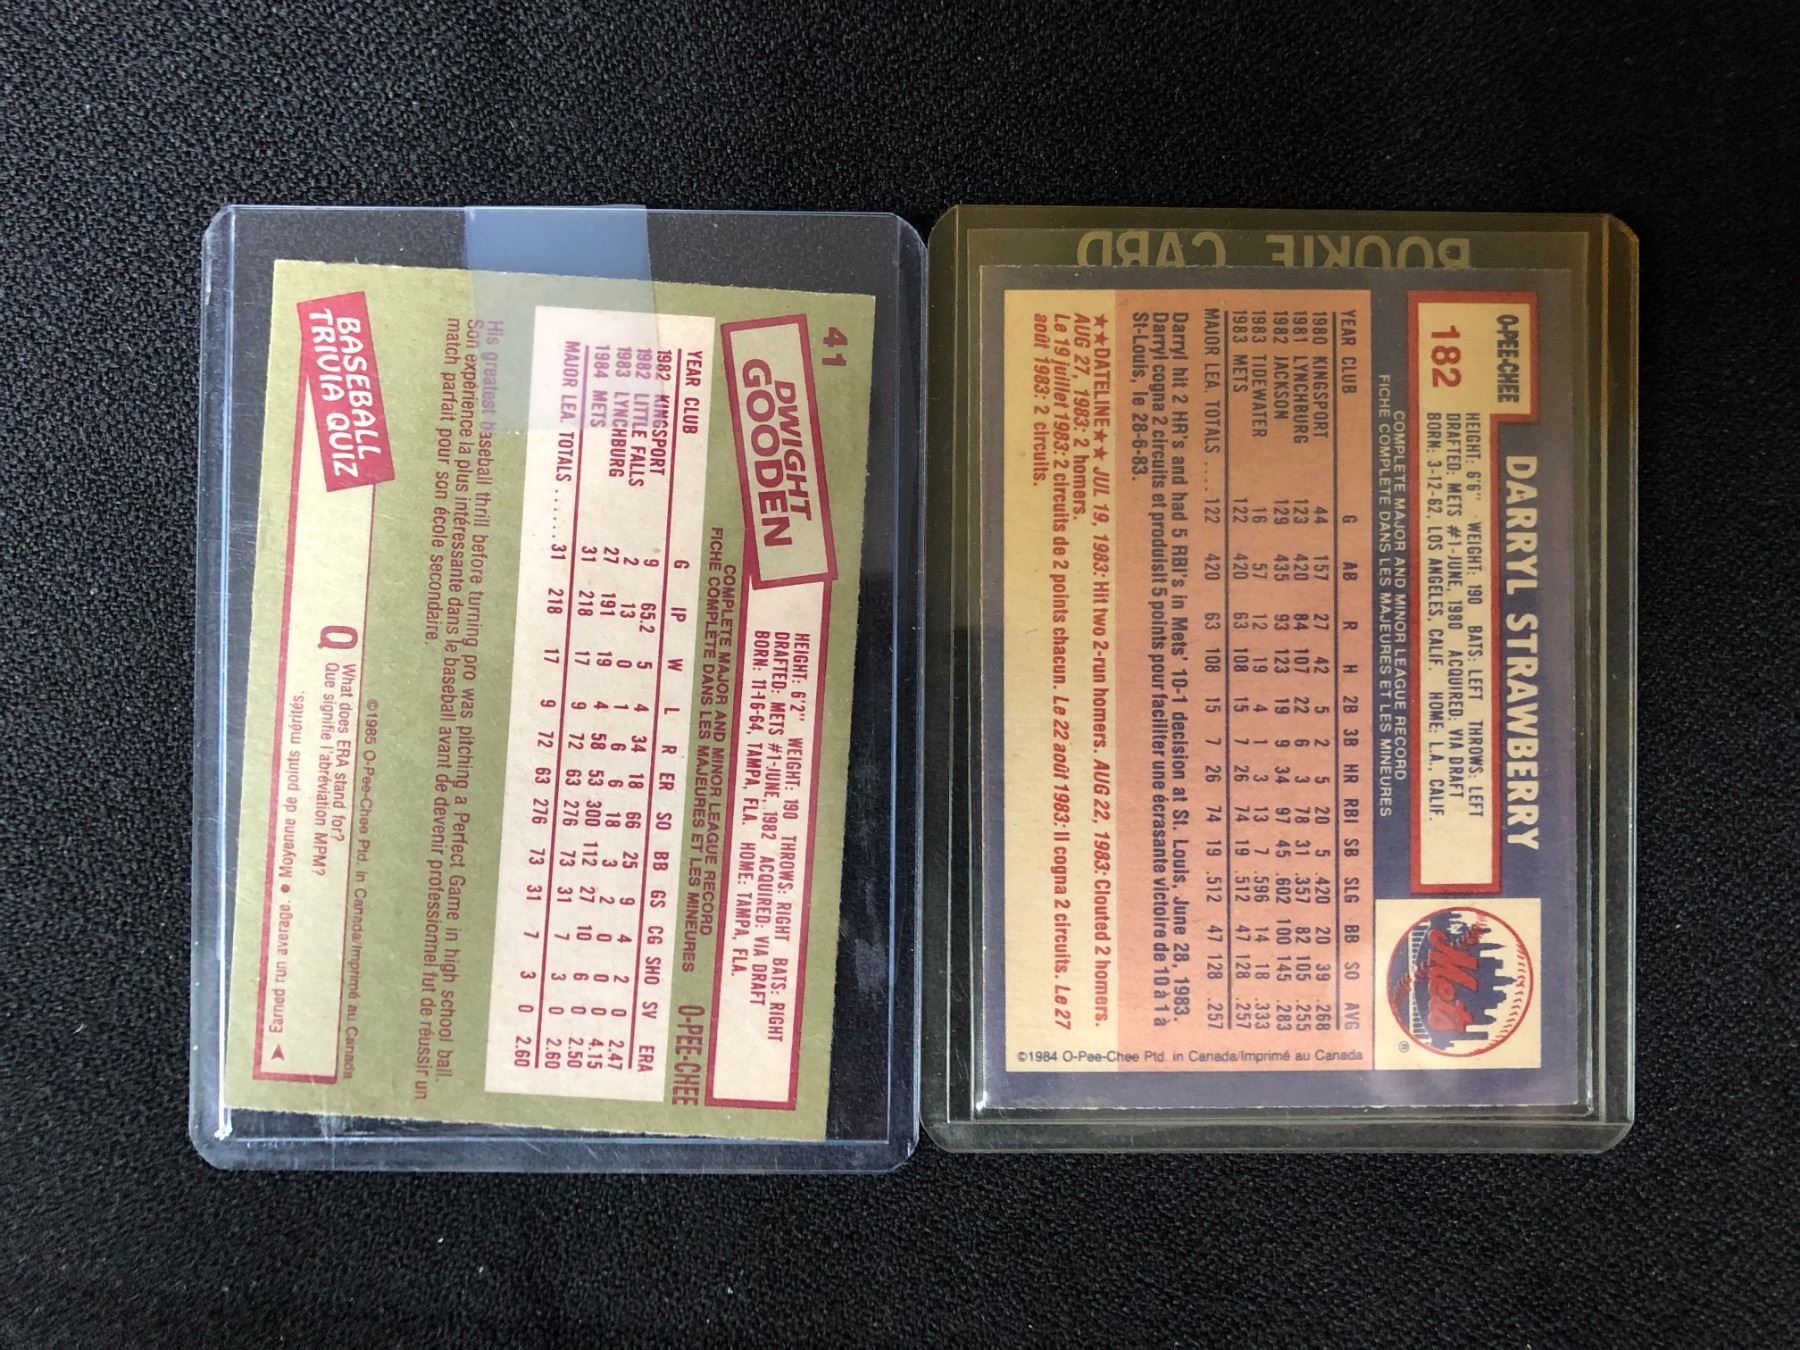 41
DWIGHT
GOODEN
HEIGHT: 6'2" WEIGHT: 190 THROWS: RIGHT BATS: RIGHT
DRAFTED: METS #1-JUNE, 1982 ACQUIRED: VIA DRAFT
BORN: 11-16-64, TAMPA, FLA. HOME: TAMPA, FLA.
COMPLETE MAJOR AND MINOR LEAGUE RECORD
FICHE COMPLÈTE DANS LES MAJEURES ET LES MINEURES
O-PEE-CHEE
YEAR CLUB G IP W L R ER SO BB GS CG SHO SV ERA
1982 KINGSPORT 9 65.2 5 4 34 18 66 25 9 4 2 0 2.47
1982 LITTLE FALLS 2 13 0 1 6 6 18 3 2 0 0 0 4.15
1983 LYNCHBURG 27 191 19 4 58 53 300 112 27 10 6 0 2.50
1984 METS 31 218 17 9 72 63 276 73 31 7 3 0 2.60
MAJOR LEA. TOTALS ...... 31 218 17 9 72 63 276 73 31 7 3 0 2.60
His greatest baseball thrill before turning pro was pitching a Perfect Game in high school ball.
Son expérience la plus intéressante dans le baseball avant de devenir professionnel fut de réussir un
match parfait pour son école secondaire.
©1985 O-Pee-Chee Ptd. in Canada/Imprimé au Canada
BASEBALL
TRIVIA QUIZ
Q What does ERA stand for?
Que signifie l'abréviation MPM?
Earned run average. • Moyenne de points mérités.
ROOKIE CARD
O-PEE-CHEE
182
DARRYL STRAWBERRY
HEIGHT: 6'6" WEIGHT: 190 BATS: LEFT THROWS: LEFT
DRAFTED: METS #1-JUNE, 1980 ACQUIRED: VIA DRAFT
BORN: 3-12-62, LOS ANGELES, CALIF. HOME: L.A., CALIF.
Mets
NY
®
COMPLETE MAJOR AND MINOR LEAGUE RECORD
FICHE COMPLÈTE DANS LES MAJEURES ET LES MINEURES
YEAR CLUB G AB R H 2B 3B HR RBI SB SLG BB SO AVG
1980 KINGSPORT 44 157 27 42 5 2 5 20 5 .420 20 39 .268
1981 LYNCHBURG 123 420 84 107 22 6 3 78 31 .357 82 105 .255
1982 JACKSON 129 435 93 123 19 9 34 97 45 .602 100 145 .283
1983 TIDEWATER 16 57 12 19 4 1 3 13 7 .596 14 18 .333
1983 METS 122 420 63 108 15 7 26 74 19 .512 47 128 .257
MAJOR LEA. TOTALS .... 122 420 63 108 15 7 26 74 19 .512 47 128 .257
Darryl hit 2 HR's and had 5 RBI's in Mets' 10-1 decision at St. Louis, June 28, 1983.
Darryl cogna 2 circuits et produisit 5 points pour faciliter une écrasante victoire de 10 à 1 à
St-Louis, le 28-6-83.
★★DATELINE★★ JUL 19, 1983: Hit two 2-run homers. AUG 22, 1983: Clouted 2 homers.
AUG 27, 1983: 2 homers.
Le 19 juillet 1983: 2 circuits de 2 points chacun. Le 22 août 1983: Il cogna 2 circuits. Le 27
août 1983: 2 circuits.
©1984 O-Pee-Chee Ptd. in Canada/Imprimé au Canada